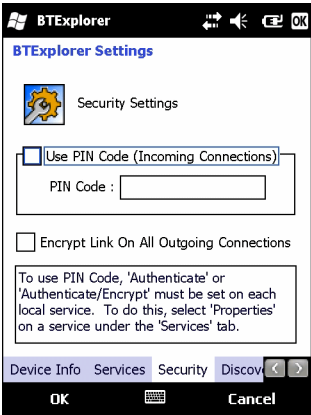 BTExplorer
OK
BTExplorer Settings
Security Settings
Use PIN Code (Incoming Connections)
PIN Code :
Encrypt Link On All Outgoing Connections
To use PIN Code, 'Authenticate' or
'Authenticate/Encrypt' must be set on each
local service. To do this, select 'Properties'
on a service under the 'Services' tab.
Device Info Services Security Discov
OK Cancel